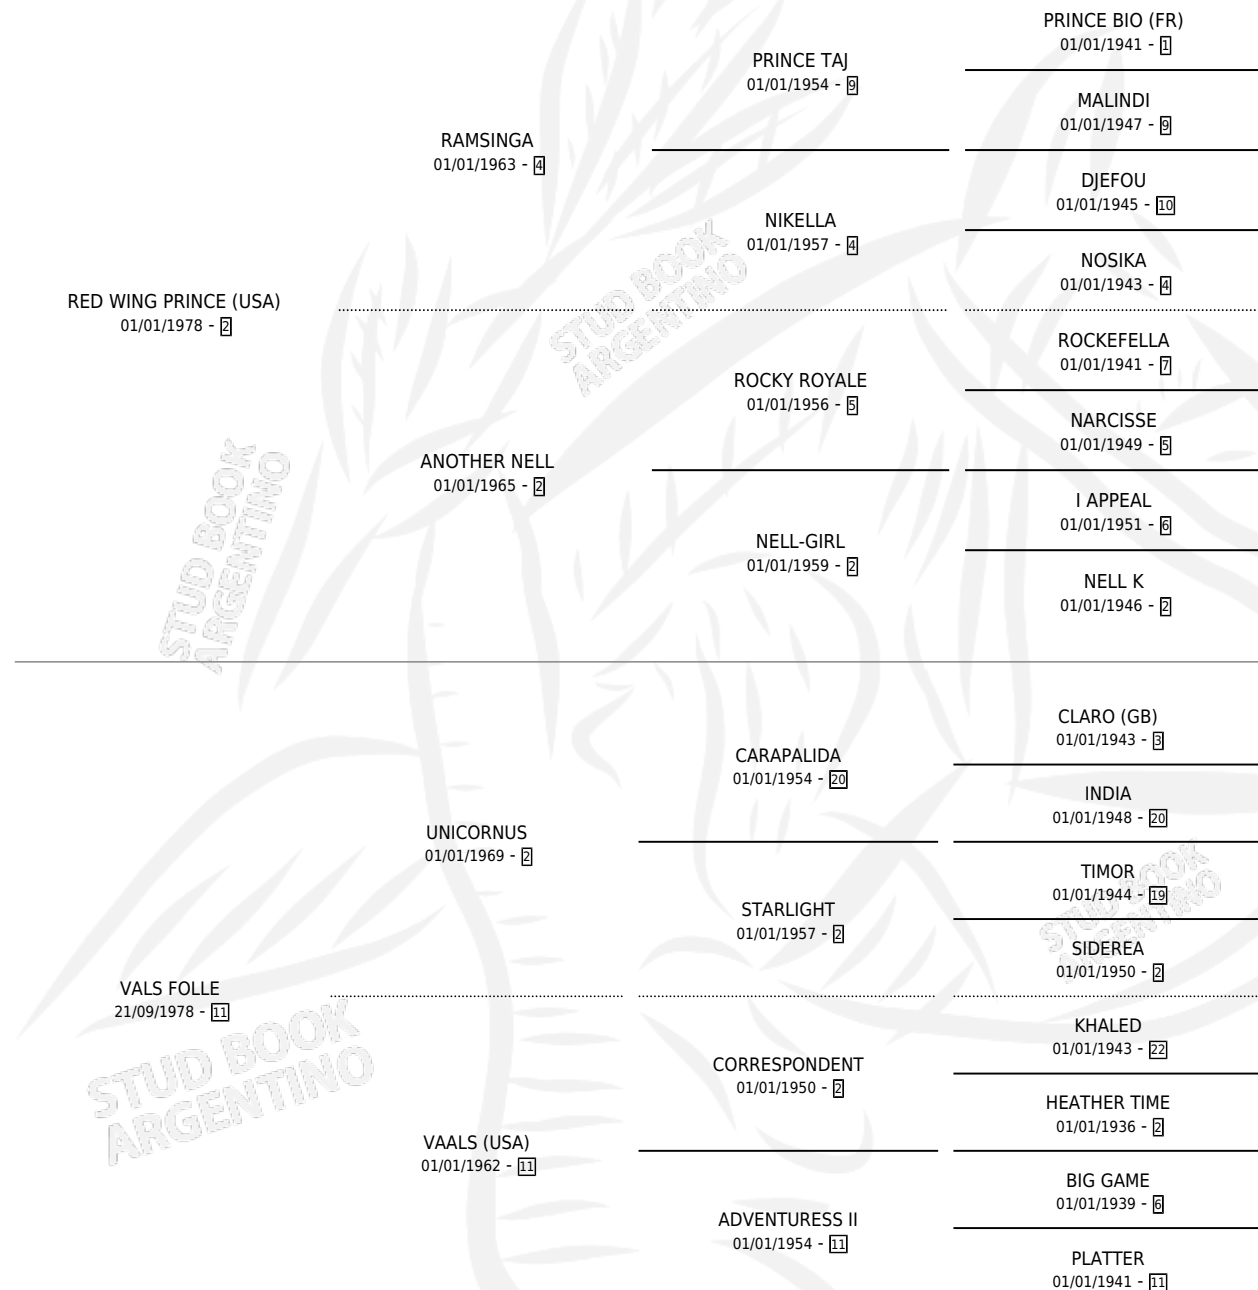 PRINCE BIO (FR)
01/01/1941 - 1
PRINCE TAJ
01/01/1954 - 9
MALINDI
01/01/1947 - 9
RAMSINGA
01/01/1963 - 4
DJEFOU
01/01/1945 - 10
NIKELLA
01/01/1957 - 4
NOSIKA
01/01/1943 - 4
RED WING PRINCE (USA)
01/01/1978 - 2
ROCKEFELLA
01/01/1941 - 7
ROCKY ROYALE
01/01/1956 - 5
NARCISSE
01/01/1949 - 5
ANOTHER NELL
01/01/1965 - 2
I APPEAL
01/01/1951 - 6
NELL-GIRL
01/01/1959 - 2
NELL K
01/01/1946 - 2
CLARO (GB)
01/01/1943 - 3
CARAPALIDA
01/01/1954 - 20
INDIA
01/01/1948 - 20
UNICORNUS
01/01/1969 - 2
TIMOR
01/01/1944 - 19
STARLIGHT
01/01/1957 - 2
SIDEREA
01/01/1950 - 2
VALS FOLLE
21/09/1978 - 11
KHALED
01/01/1943 - 22
CORRESPONDENT
01/01/1950 - 2
HEATHER TIME
01/01/1936 - 2
VAALS (USA)
01/01/1962 - 11
BIG GAME
01/01/1939 - 6
ADVENTURESS II
01/01/1954 - 11
PLATTER
01/01/1941 - 11
STUD BOOK
ARGENTINO
STUD BOOK
ARGENTINO
STUD BOOK
ARGENTINO
STUD BOOK
ARGENTINO